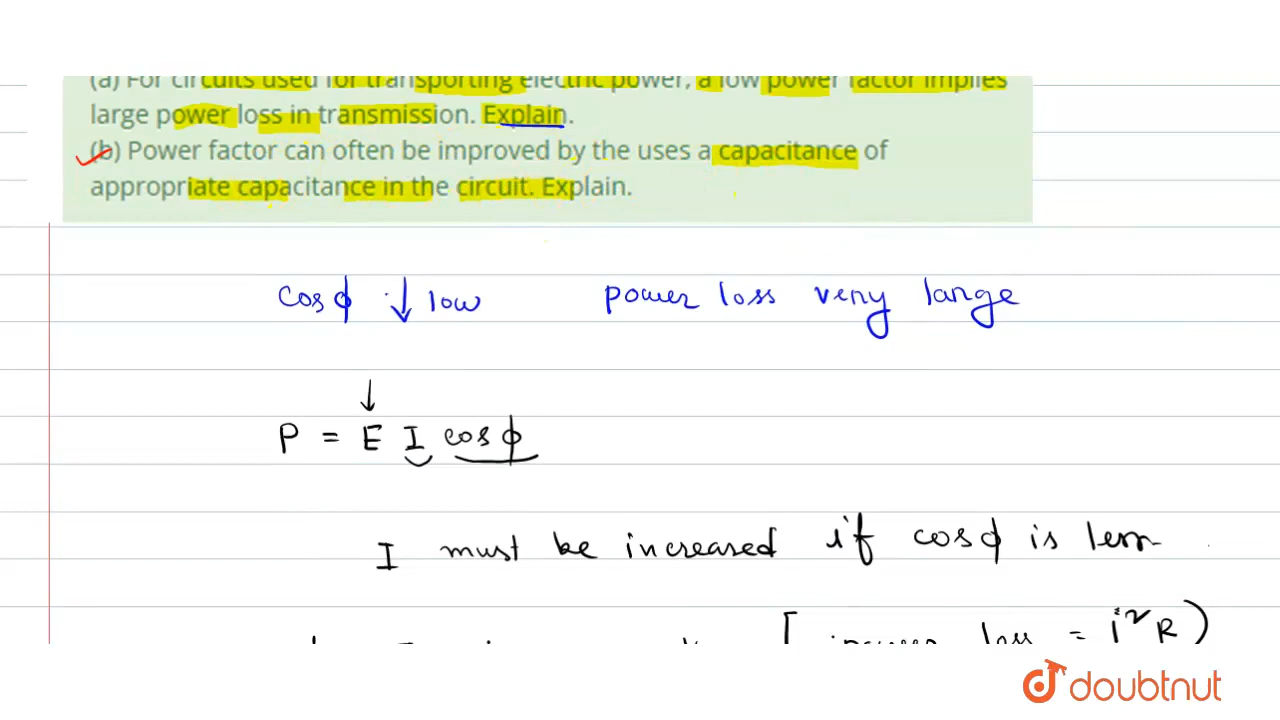 (a) For circuits used for transporting electric power, a low power factor implies
large power loss in transmission. Explain.
(b) Power factor can often be improved by the uses a capacitance of
appropriate capacitance in the circuit. Explain.
cos φ ↓ low power loss very large
↓
P = E I cos φ
I must be increased if cos φ is less
loss = i²R)
doubtnut